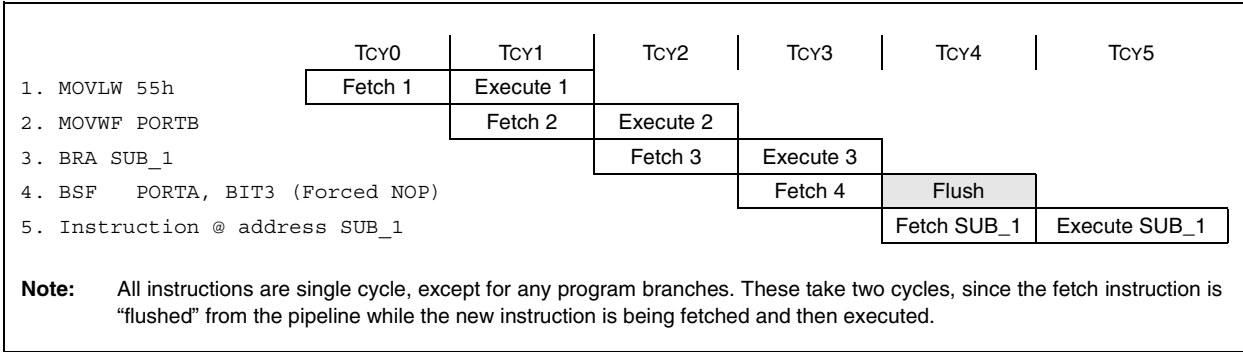 TCY0 TCY1 TCY2 TCY3 TCY4 TCY5
1. MOVLW 55h Fetch 1 Execute 1
2. MOVWF PORTB Fetch 2 Execute 2
3. BRA SUB_1 Fetch 3 Execute 3
4. BSF PORTA, BIT3 (Forced NOP) Fetch 4 Flush
5. Instruction @ address SUB_1 Fetch SUB_1 Execute SUB_1
Note: All instructions are single cycle, except for any program branches. These take two cycles, since the fetch instruction is
“flushed” from the pipeline while the new instruction is being fetched and then executed.